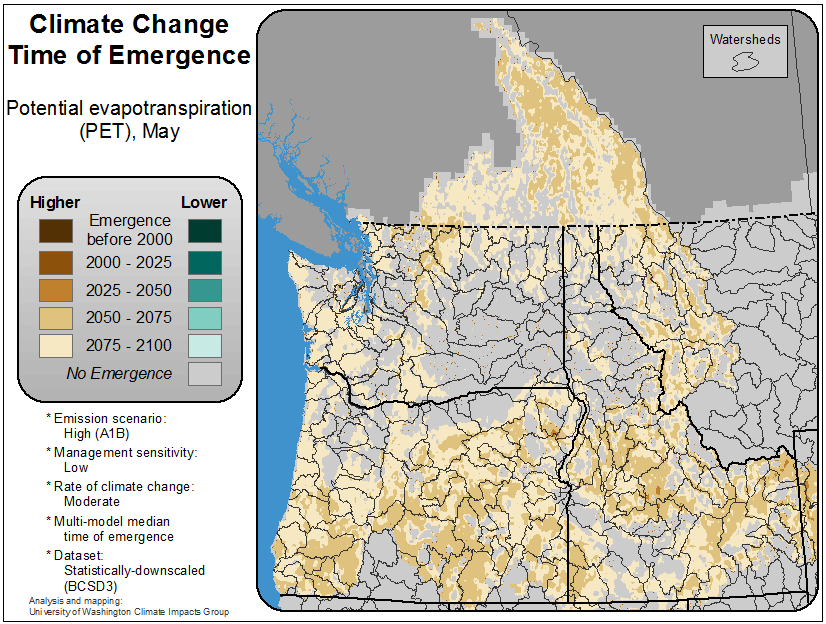 Climate Change
Time of Emergence
Potential evapotranspiration
(PET), May
Higher
Lower
Emergence
before 2000
2000 - 2025
2025 - 2050
2050 - 2075
2075 - 2100
No Emergence
* Emission scenario:
High (A1B)
* Management sensitivity:
Low
* Rate of climate change:
Moderate
* Multi-model median
time of emergence
* Dataset:
Statistically-downscaled
(BCSD3)
Analysis and mapping:
University of Washington Climate Impacts Group
Watersheds